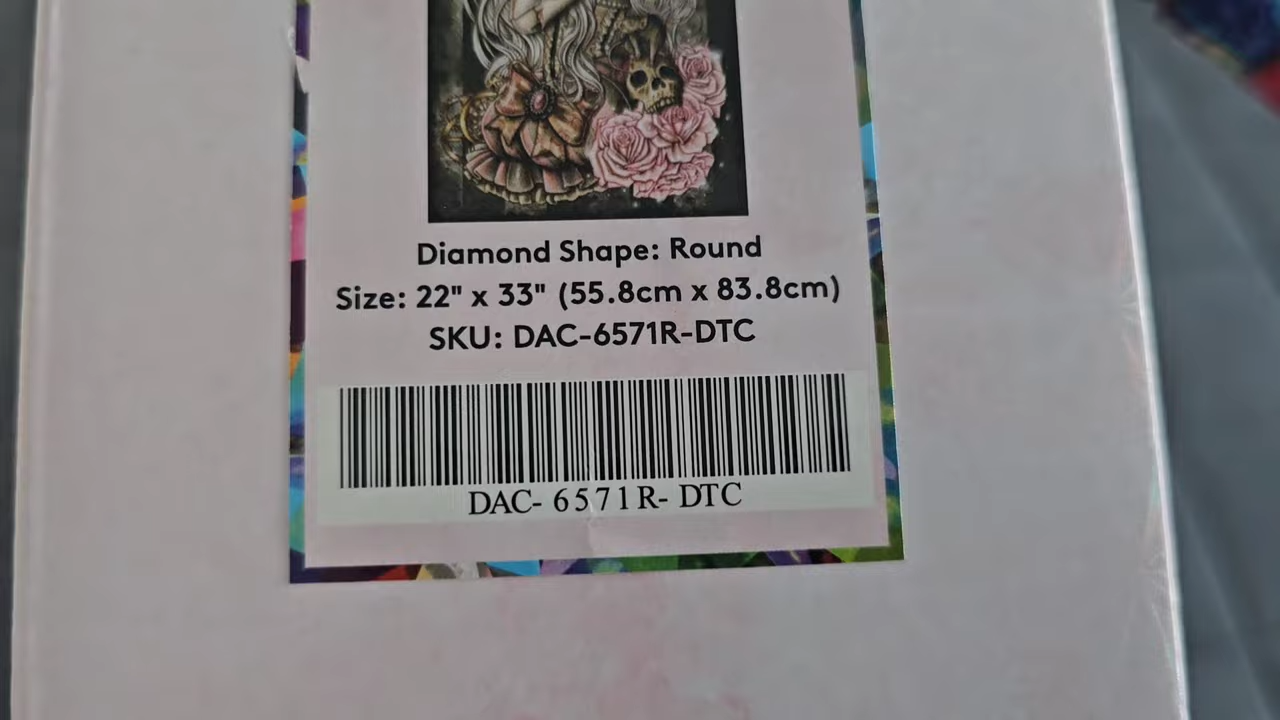 Diamond Shape: Round
Size: 22" x 33" (55.8cm x 83.8cm)
SKU: DAC-6571R-DTC
DAC- 6571R- DTC